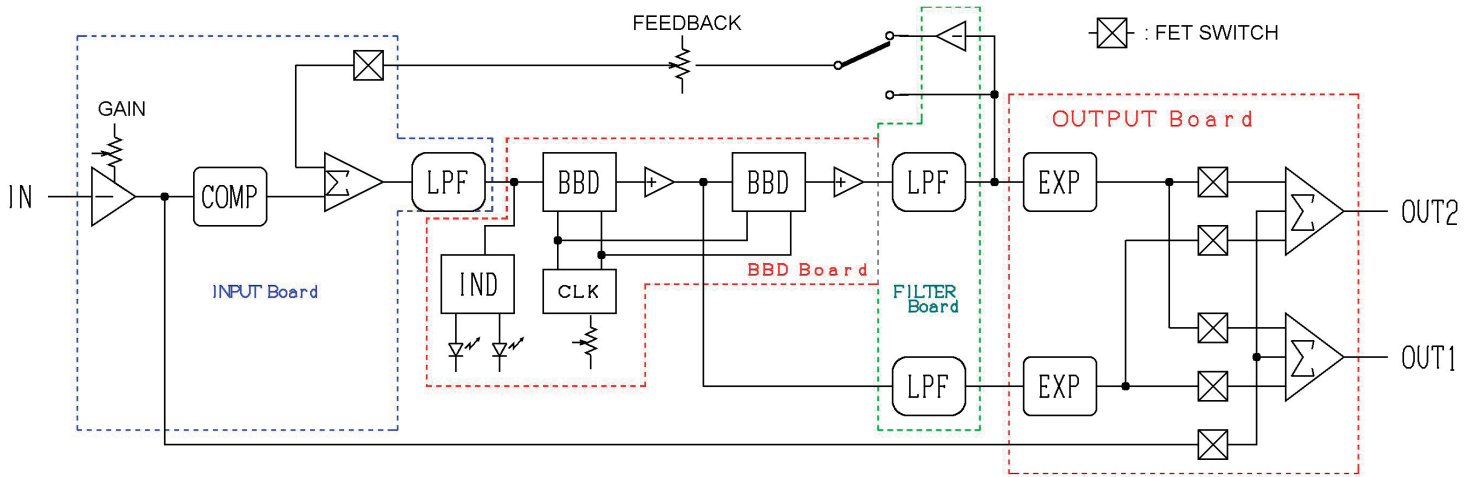 FEEDBACK
: FET SWITCH
GAIN
OUTPUT Board
IN
-
COMP
Σ
LPF
BBD
+
BBD
+
LPF
-
EXP
Σ
OUT2
INPUT Board
IND
CLK
BBD Board
FILTER
Board
LPF
EXP
Σ
OUT1